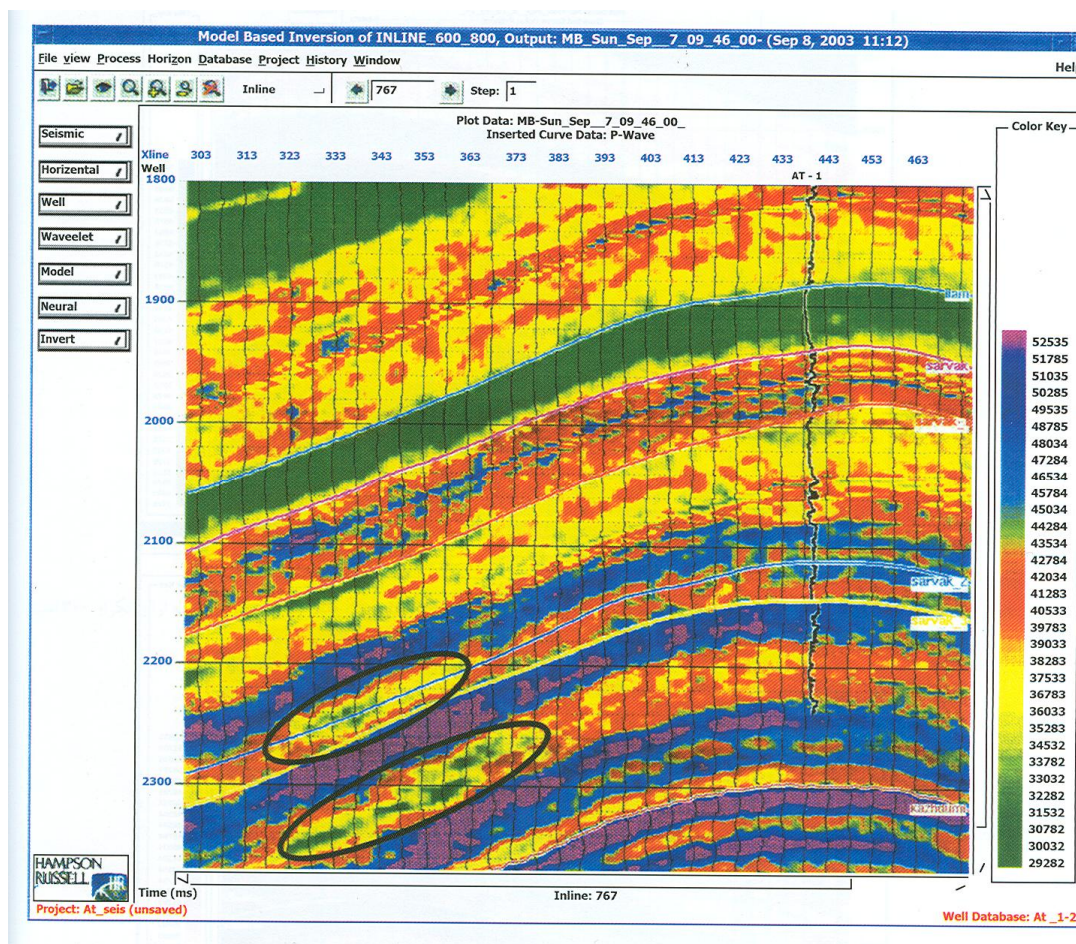 Model Based Inversion of INLINE_600_800, Output: MB_Sun_Sep__7_09_46_00- (Sep 8, 2003 11:12)
File view Process Horizon Database Project History Window
Help
Inline
767
Step: 1
Plot Data: MB-Sun_Sep__7_09_46_00_
Inserted Curve Data: P-Wave
Color Key
Seismic
Horizental
Well
Waveelet
Model
Neural
Invert
Xline 303 313 323 333 343 353 363 373 383 393 403 413 423 433 443 453 463
Well
AT - 1
1800
1900
2000
2100
2200
2300
ilam
sarvak
sarvak_2
kazhdumi
52535
51785
51035
50285
49535
48785
48034
47284
46534
45784
45034
44284
43534
42784
42034
41283
40533
39783
39033
38283
37533
36783
36033
35283
34532
33782
33032
32282
31532
30782
30032
29282
HAMPSON
RUSSELL
HR
Time (ms)
Inline: 767
Project: At_seis (unsaved)
Well Database: At _1-2